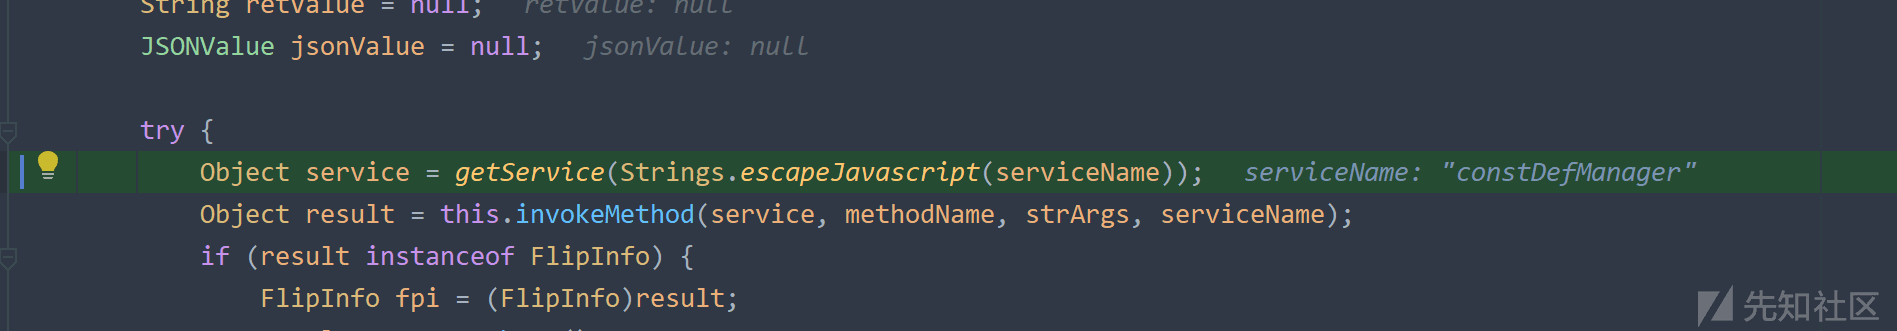 String retValue = null;   retValue: null
JSONValue jsonValue = null;   jsonValue: null
try {
Object service = getService(Strings.escapeJavascript(serviceName));   serviceName: "constDefManager"
Object result = this.invokeMethod(service, methodName, strArgs, serviceName);
if (result instanceof FlipInfo) {
FlipInfo fpi = (FlipInfo)result;
先知社区